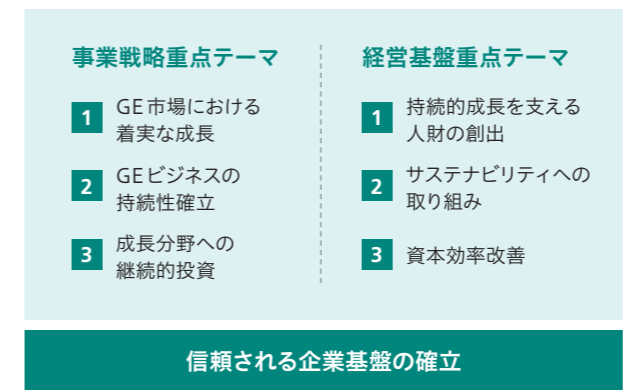 事業戦略重点テーマ
1 GE市場における
着実な成長
2 GEビジネスの
持続性確立
3 成長分野への
継続的投資
経営基盤重点テーマ
1 持続的成長を支える
人財の創出
2 サステナビリティへの
取り組み
3 資本効率改善
信頼される企業基盤の確立